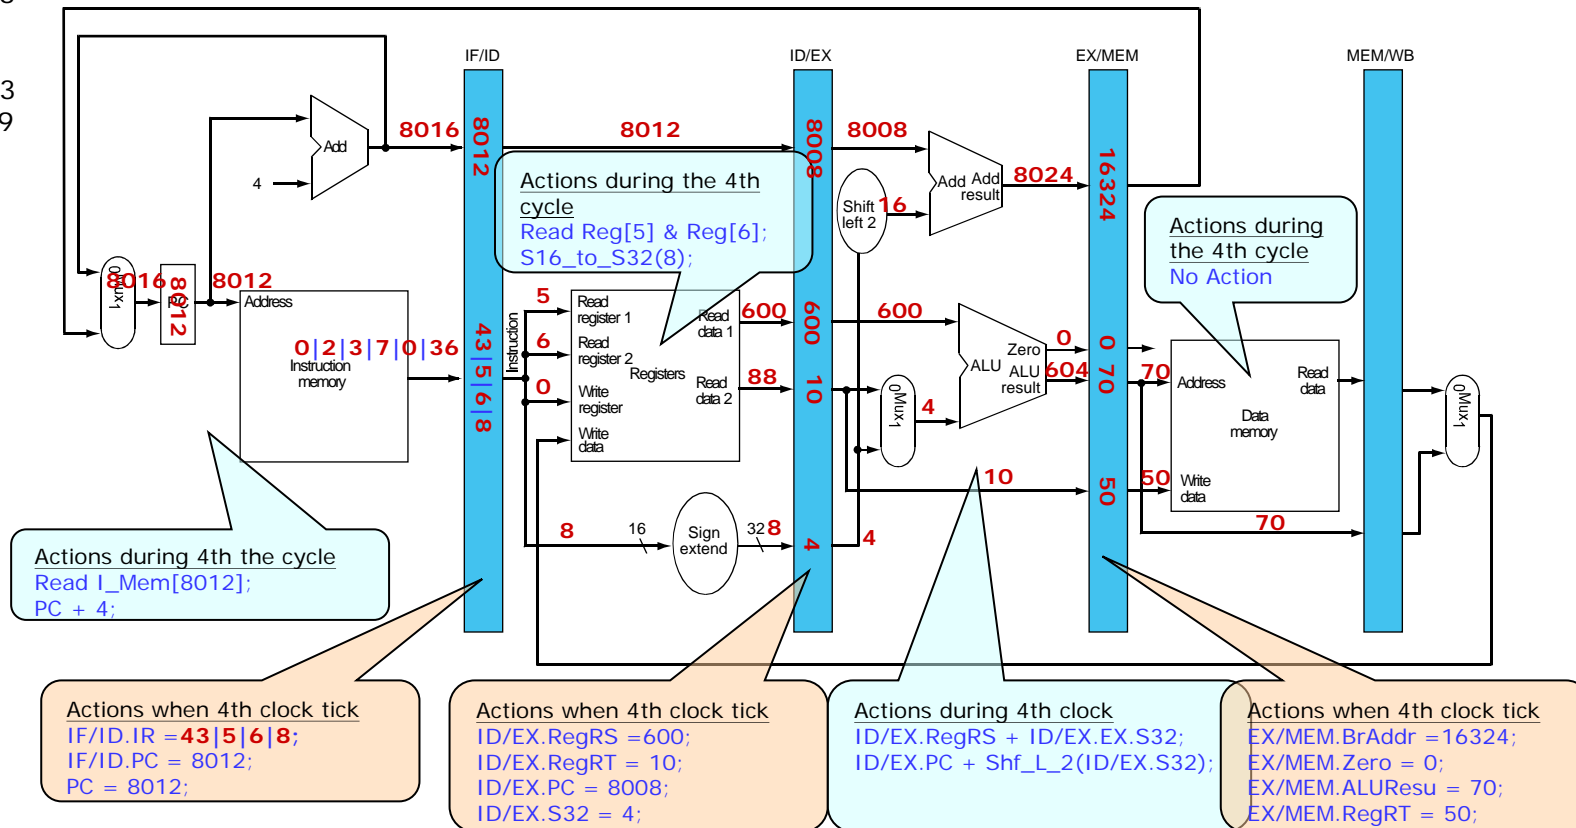 3
9
IF/ID
ID/EX
EX/MEM
MEM/WB
8016
8012
8012
8008
8008
16324
Add
4
Add Add
result
8024
Shift
left 2
16
Actions during the 4th
cycle
Read Reg[5] & Reg[6];
S16_to_S32(8);
Actions during
the 4th cycle
No Action
0Mux1
8016
PC
8012
8012
Address
Instruction
memory
0|2|3|7|0|36
43|5|6|8
Instruction
5
6
0
Read
register 1
Read
register 2
Write
register
Write
data
Registers
Read
data 1
Read
data 2
600
88
600
10
600
0Mux1
4
ALU
Zero
ALU
result
0
604
0
70
70
Address
Read
data
Data
memory
Write
data
0Mux1
10
50
50
70
8
16
Sign
extend
32
8
4
4
Actions during 4th the cycle
Read I_Mem[8012];
PC + 4;
Actions when 4th clock tick
IF/ID.IR =43|5|6|8;
IF/ID.PC = 8012;
PC = 8012;
Actions when 4th clock tick
ID/EX.RegRS =600;
ID/EX.RegRT = 10;
ID/EX.PC = 8008;
ID/EX.S32 = 4;
Actions during 4th clock
ID/EX.RegRS + ID/EX.EX.S32;
ID/EX.PC + Shf_L_2(ID/EX.S32);
Actions when 4th clock tick
EX/MEM.BrAddr =16324;
EX/MEM.Zero = 0;
EX/MEM.ALUResu = 70;
EX/MEM.RegRT = 50;